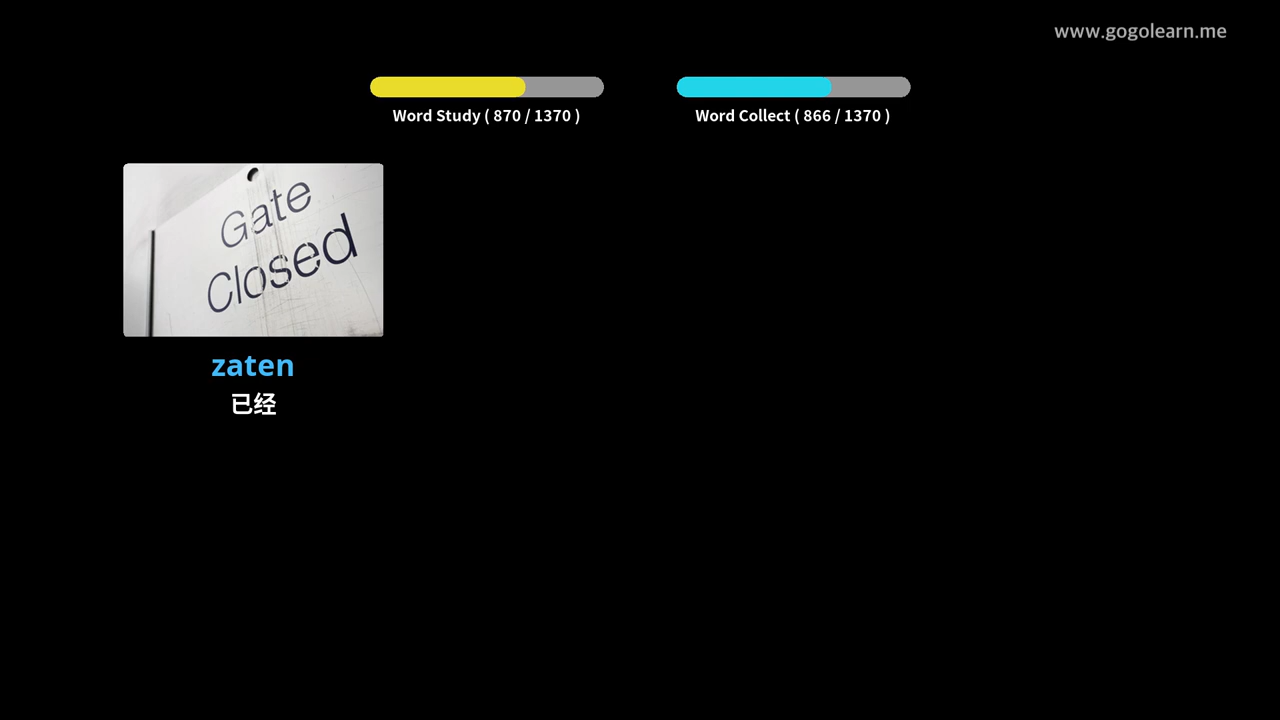 www.gogolearn.me
Word Study ( 870 / 1370 )
Word Collect ( 866 / 1370 )
Gate
Closed
zaten
已经